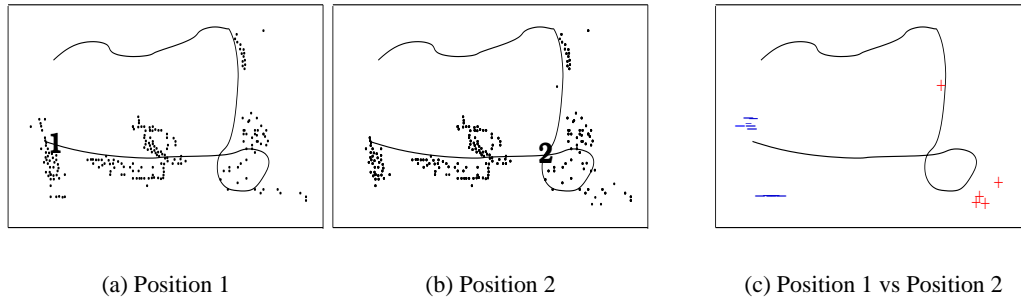 1
2
(a) Position 1
(b) Position 2
(c) Position 1 vs Position 2